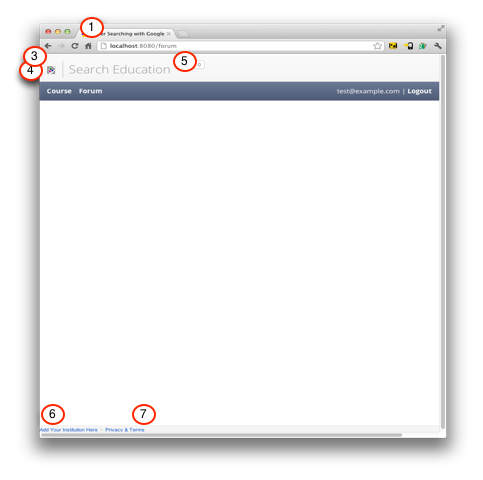 1
Searching with Google
localhost:8080/forum
3
4
Search Education
5
Course Forum test@example.com | Logout
6
7
Add Your Institution Here - Privacy & Terms